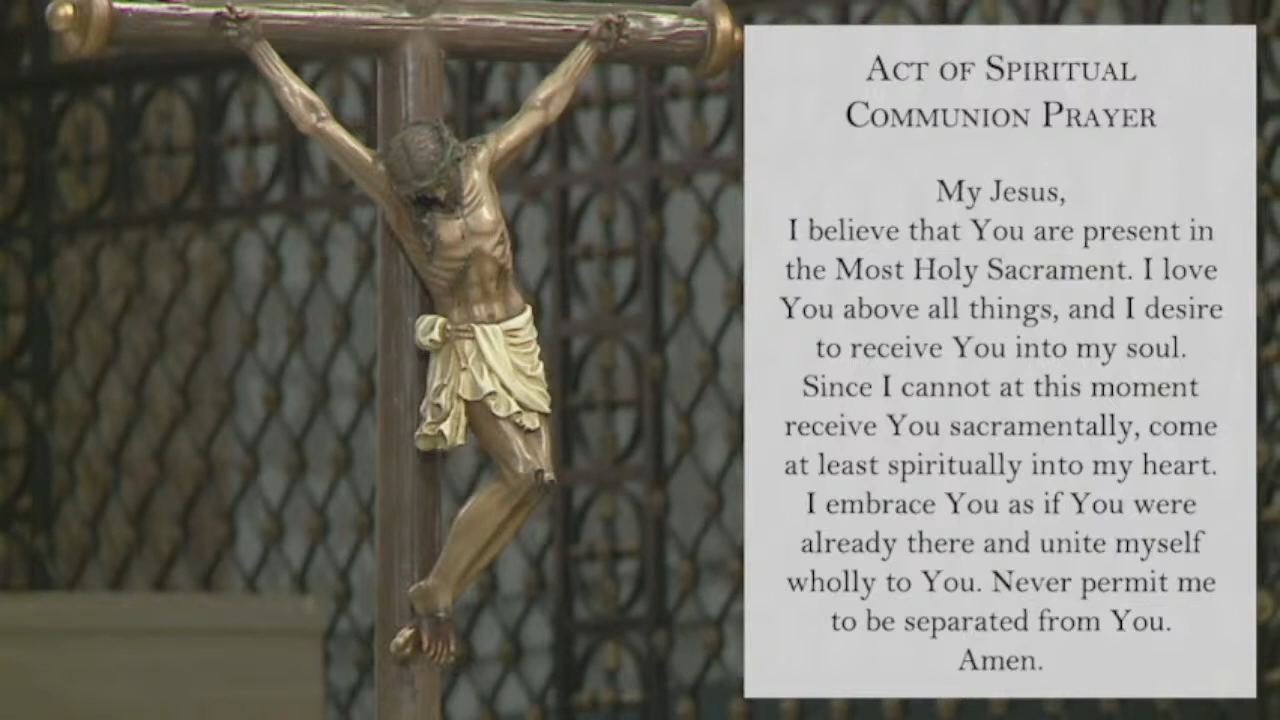 Act of Spiritual
Communion Prayer
My Jesus,
I believe that You are present in
the Most Holy Sacrament. I love
You above all things, and I desire
to receive You into my soul.
Since I cannot at this moment
receive You sacramentally, come
at least spiritually into my heart.
I embrace You as if You were
already there and unite myself
wholly to You. Never permit me
to be separated from You.
Amen.